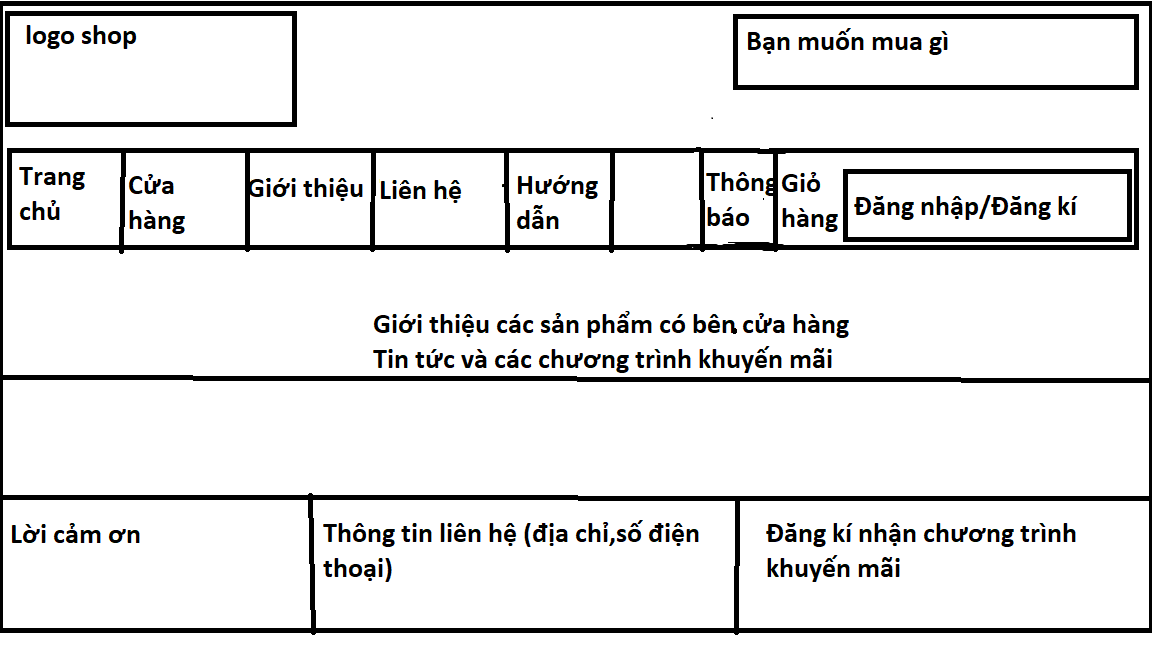 logo shop
Bạn muốn mua gì
Trang
chủ
Cửa
hàng
Giới thiệu
Liên hệ
Hướng
dẫn
Thông
báo
Giỏ
hàng
Đăng nhập/Đăng kí
Giới thiệu các sản phẩm có bên cửa hàng
Tin tức và các chương trình khuyến mãi
Lời cảm ơn
Thông tin liên hệ (địa chỉ,số điện
thoại)
Đăng kí nhận chương trình
khuyến mãi